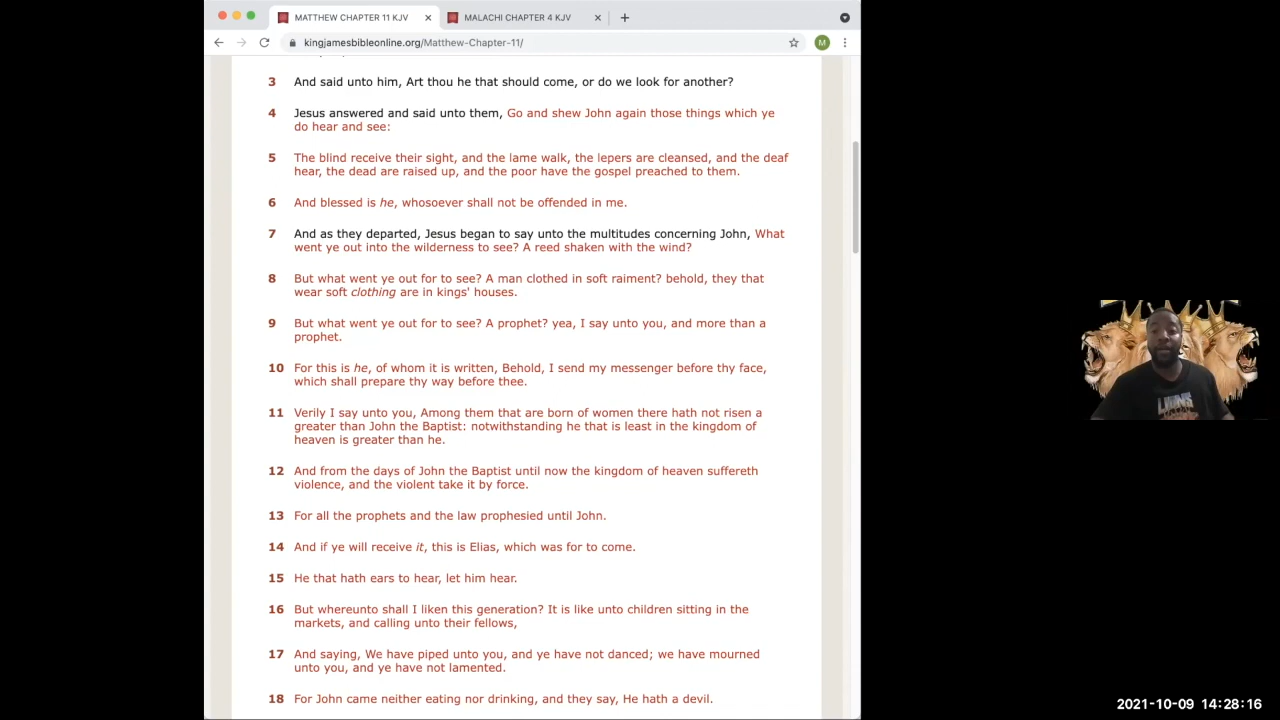 MATTHEW CHAPTER 11 KJV
MALACHI CHAPTER 4 KJV
kingjamesbibleonline.org/Matthew-Chapter-11/
M
3 And said unto him, Art thou he that should come, or do we look for another?
4 Jesus answered and said unto them, Go and shew John again those things which ye
do hear and see:
5 The blind receive their sight, and the lame walk, the lepers are cleansed, and the deaf
hear, the dead are raised up, and the poor have the gospel preached to them.
6 And blessed is he, whosoever shall not be offended in me.
7 And as they departed, Jesus began to say unto the multitudes concerning John, What
went ye out into the wilderness to see? A reed shaken with the wind?
8 But what went ye out for to see? A man clothed in soft raiment? behold, they that
wear soft clothing are in kings' houses.
9 But what went ye out for to see? A prophet? yea, I say unto you, and more than a
prophet.
10 For this is he, of whom it is written, Behold, I send my messenger before thy face,
which shall prepare thy way before thee.
11 Verily I say unto you, Among them that are born of women there hath not risen a
greater than John the Baptist: notwithstanding he that is least in the kingdom of
heaven is greater than he.
12 And from the days of John the Baptist until now the kingdom of heaven suffereth
violence, and the violent take it by force.
13 For all the prophets and the law prophesied until John.
14 And if ye will receive it, this is Elias, which was for to come.
15 He that hath ears to hear, let him hear.
16 But whereunto shall I liken this generation? It is like unto children sitting in the
markets, and calling unto their fellows,
17 And saying, We have piped unto you, and ye have not danced; we have mourned
unto you, and ye have not lamented.
18 For John came neither eating nor drinking, and they say, He hath a devil.
2021-10-09 14:28:16